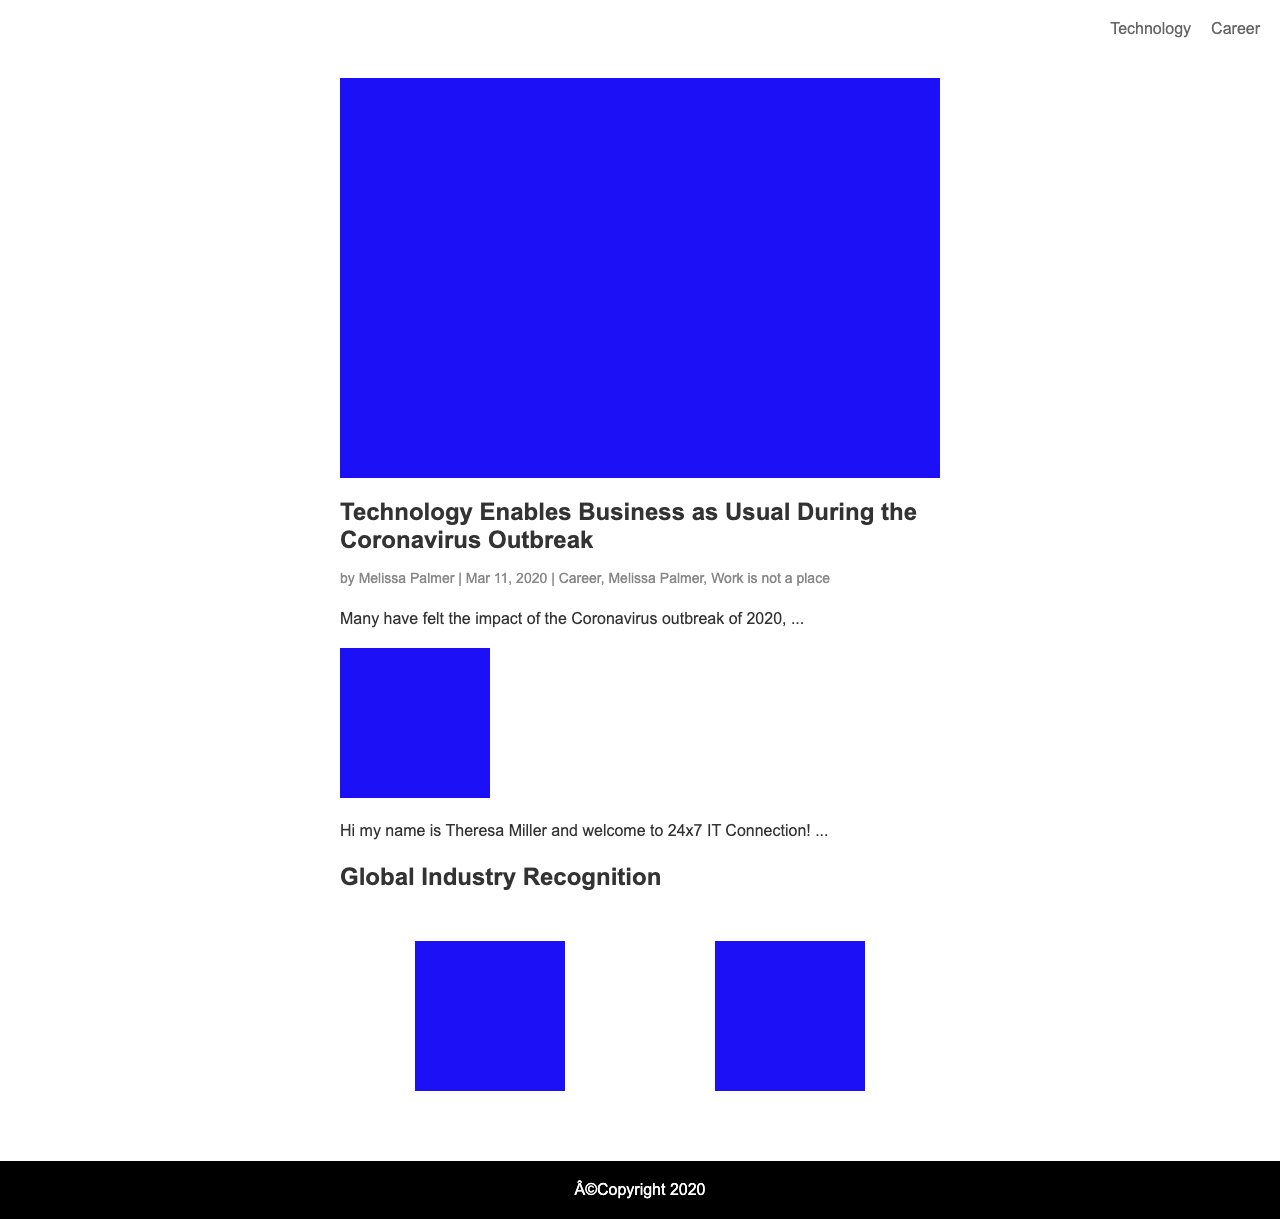 Technology Career
Technology Enables Business as Usual During the
Coronavirus Outbreak
by Melissa Palmer | Mar 11, 2020 | Career, Melissa Palmer, Work is not a place
Many have felt the impact of the Coronavirus outbreak of 2020, ...
Hi my name is Theresa Miller and welcome to 24x7 IT Connection! ...
Global Industry Recognition
Â©Copyright 2020